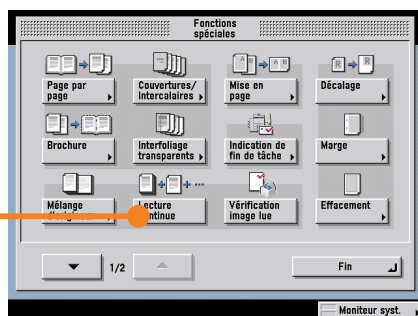 Fonctions
spéciales
Page par
page
Couvertures/
Intercalaires
Mise en
page
Décalage
Brochure
Interfoliage
transparents
Indication de
fin de tâche
Marge
Mélange
Lecture
Vérification
image lue
Effacement
1/2
Fin
Moniteur syst.